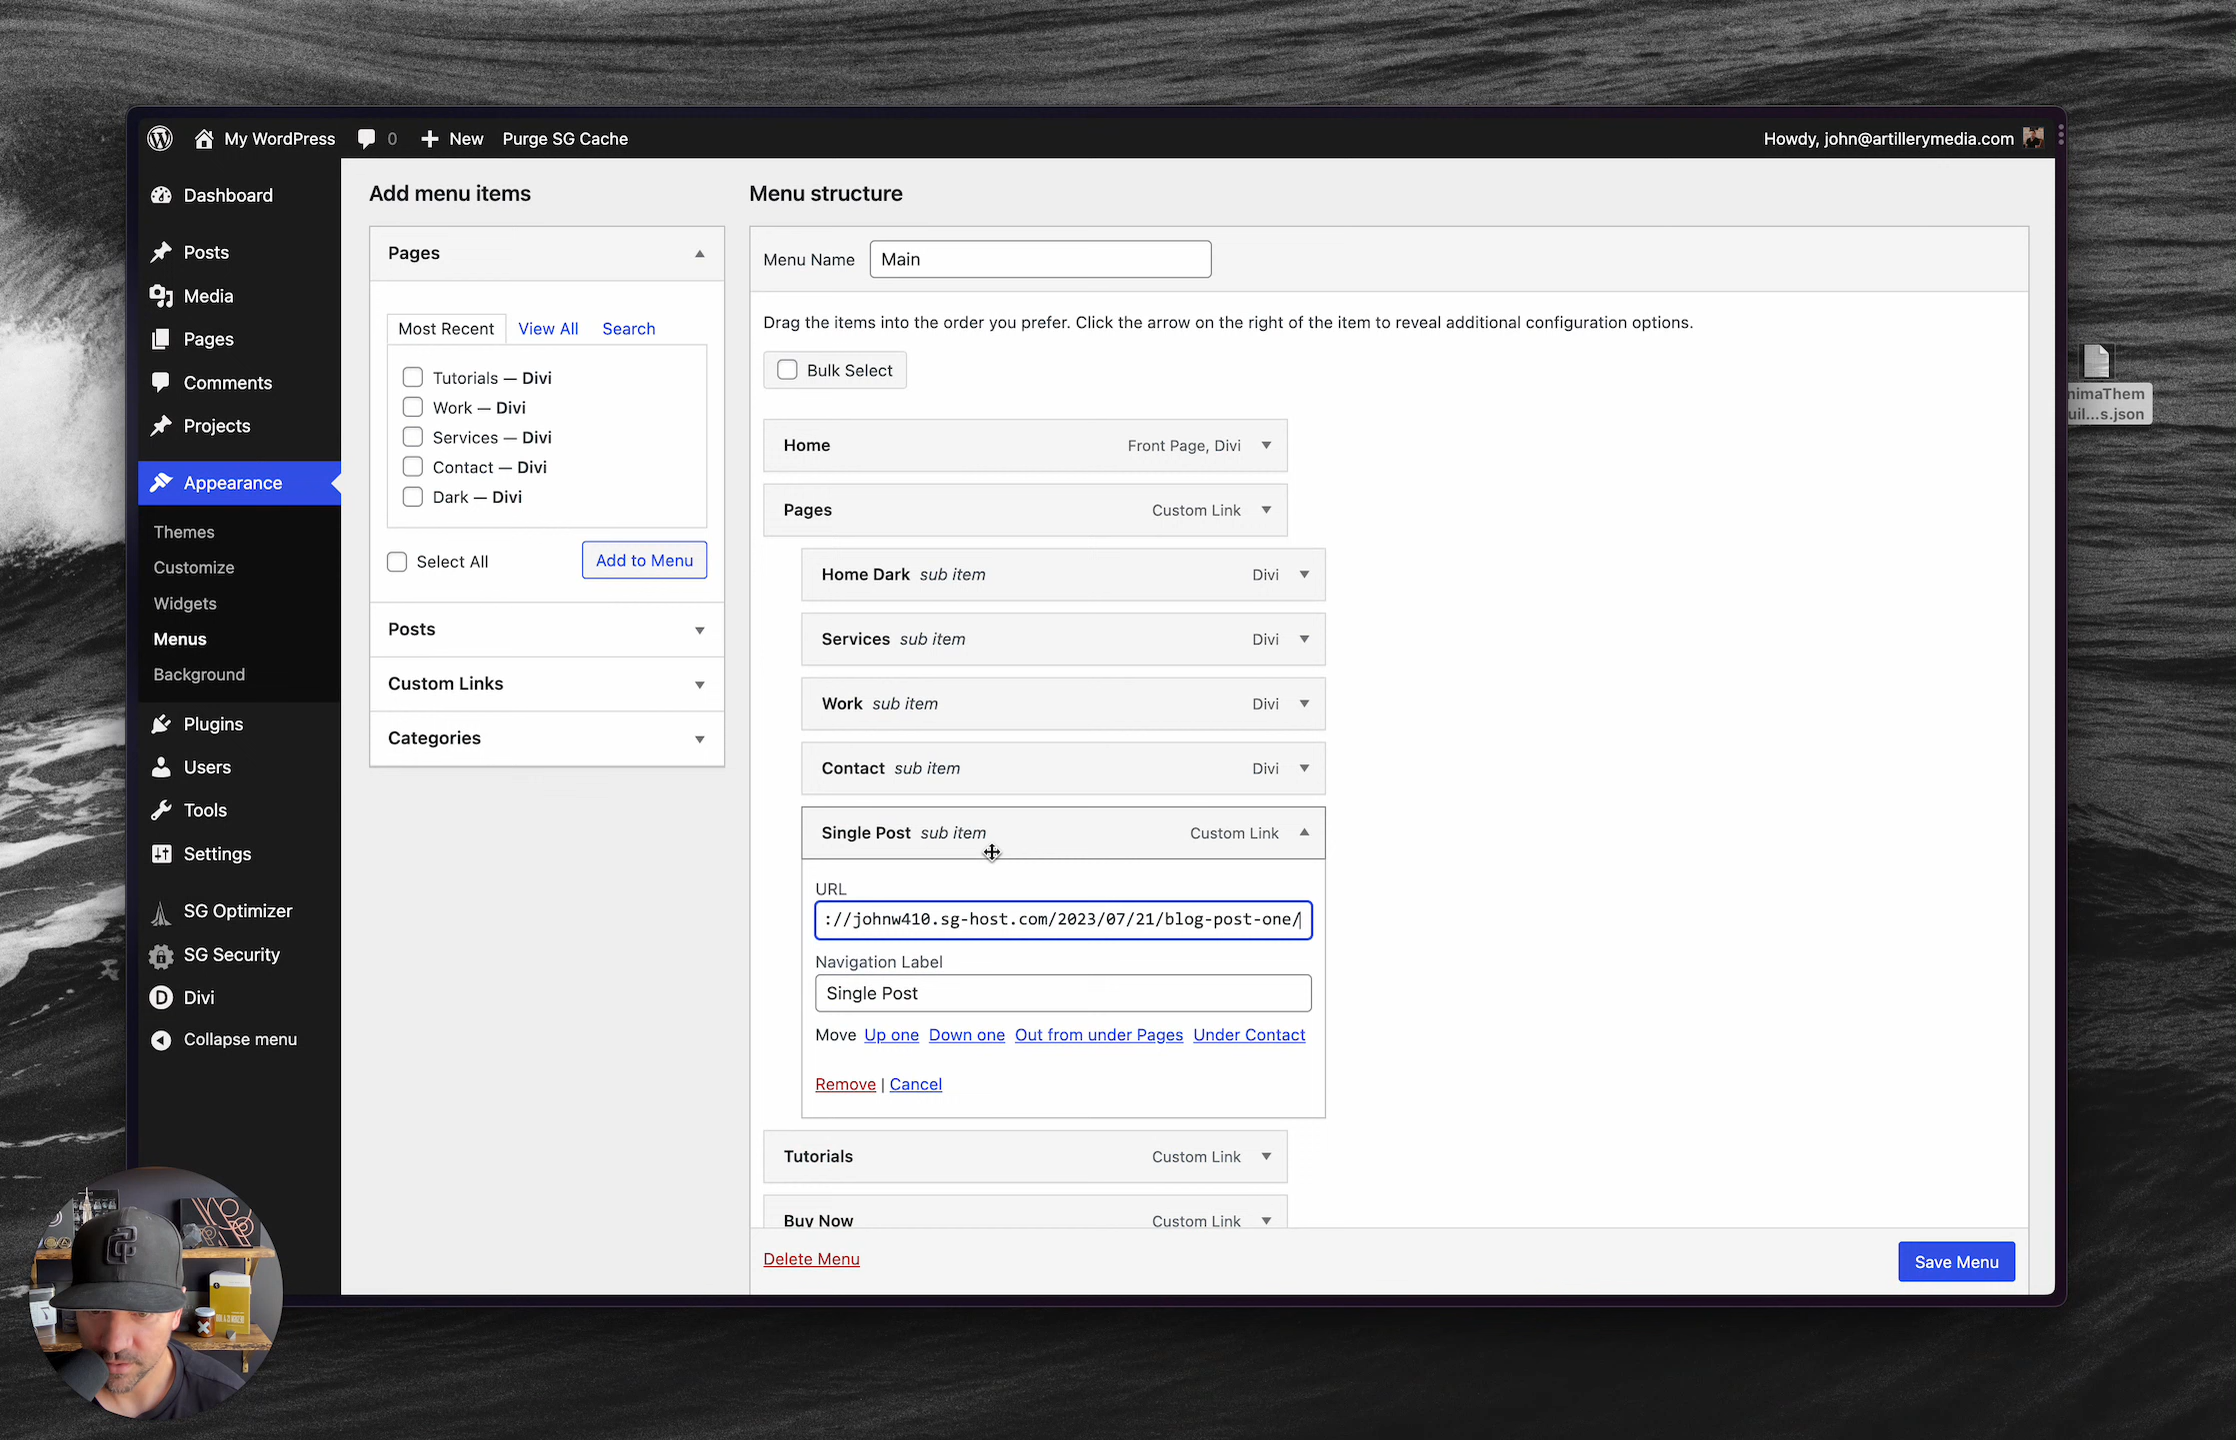 My WordPress 0 New Purge SG Cache Howdy, john@artillerymedia.com
Dashboard
Posts
Media
Pages
Comments
Projects
Appearance
Themes
Customize
Widgets
Menus
Background
Plugins
Users
Tools
Settings
SG Optimizer
SG Security
Divi
Collapse menu
Add menu items
Pages
Most Recent View All Search
Tutorials — Divi
Work — Divi
Services — Divi
Contact — Divi
Dark — Divi
Select All Add to Menu
Posts
Custom Links
Categories
Menu structure
Menu Name Main
Drag the items into the order you prefer. Click the arrow on the right of the item to reveal additional configuration options.
Bulk Select
Home Front Page, Divi
Pages Custom Link
Home Dark sub item Divi
Services sub item Divi
Work sub item Divi
Contact sub item Divi
Single Post sub item Custom Link
URL
://johnw410.sg-host.com/2023/07/21/blog-post-one/
Navigation Label
Single Post
Move Up one Down one Out from under Pages Under Contact
Remove | Cancel
Tutorials Custom Link
Buy Now Custom Link
Delete Menu Save Menu
nimaThem
uil...s.json